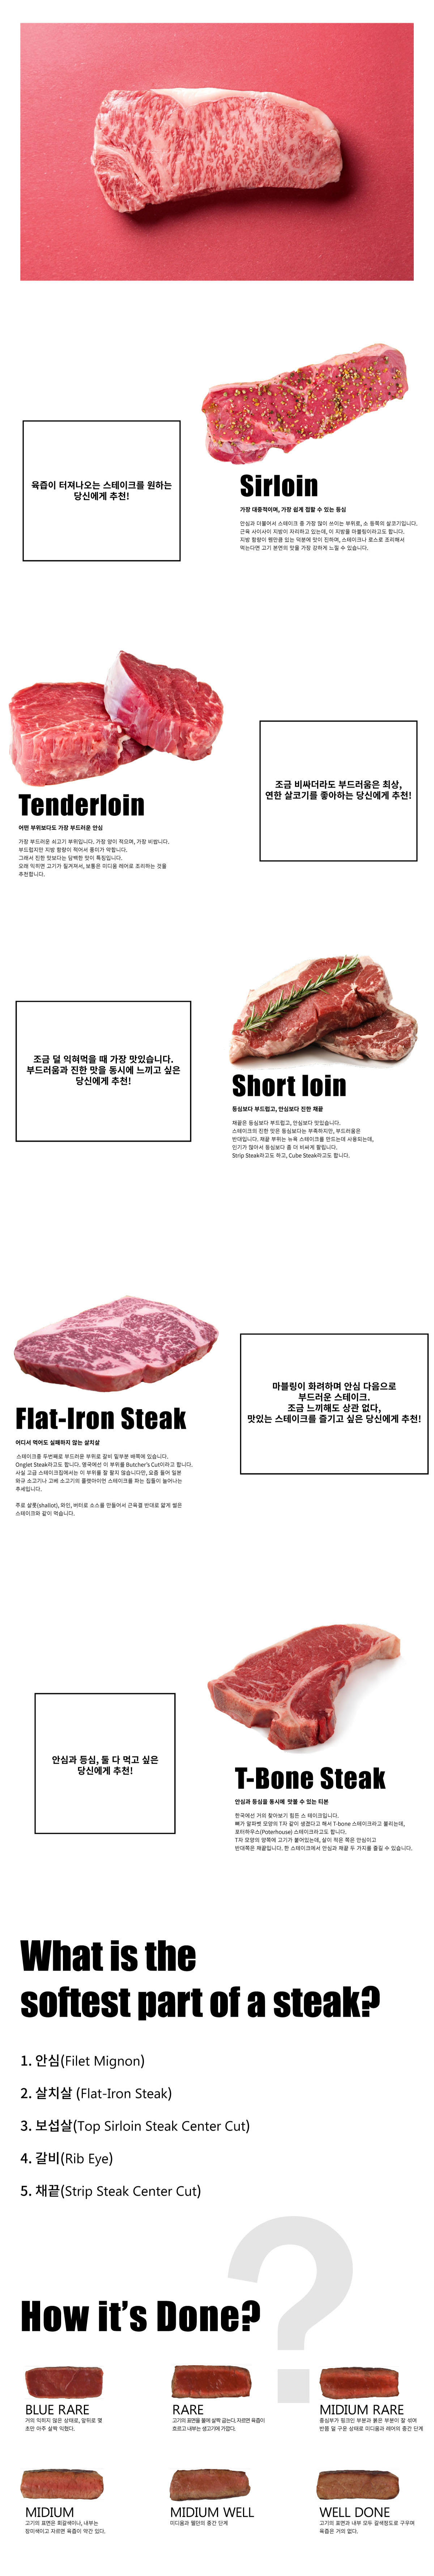 육즙이 터져나오는 스테이크를 원하는
당신에게 추천!
Sirloin
가장 대중적이며, 가장 쉽게 접할 수 있는 등심
안심과 더불어서 스테이크 중 가장 많이 쓰이는 부위로, 소 등쪽의 살코기입니다.
근육 사이사이 지방이 자리하고 있는데, 이 지방을 마블링이라고도 합니다.
지방 함량이 웬만큼 있는 덕분에 맛이 진하며, 스테이크나 로스로 조리해서
먹는다면 고기 본연의 맛을 가장 강하게 느낄 수 있습니다.
조금 비싸더라도 부드러움은 최상,
연한 살코기를 좋아하는 당신에게 추천!
Tenderloin
어떤 부위보다도 가장 부드러운 안심
가장 부드러운 쇠고기 부위입니다. 가장 양이 적으며, 가장 비쌉니다.
부드럽지만 지방 함량이 적어서 풍미가 약합니다.
그래서 진한 맛보다는 담백한 맛이 특징입니다.
오래 익히면 고기가 질겨져서, 보통은 미디움 레어로 조리하는 것을
추천합니다.
조금 덜 익혀먹을 때 가장 맛있습니다.
부드러움과 진한 맛을 동시에 느끼고 싶은
당신에게 추천!
Short loin
등심보다 부드럽고, 안심보다 진한 채끝
채끝은 등심보다 부드럽고, 안심보다 맛있습니다.
스테이크의 진한 맛은 등심보다는 부족하지만, 부드러움은
반대입니다. 채끝 부위는 뉴욕 스테이크를 만드는데 사용되는데,
인기가 많아서 등심보다 좀 더 비싸게 팔립니다.
Strip Steak라고도 하고, Cube Steak라고도 합니다.
마블링이 화려하며 안심 다음으로
부드러운 스테이크.
조금 느끼해도 상관 없다,
맛있는 스테이크를 즐기고 싶은 당신에게 추천!
Flat-Iron Steak
어디서 먹어도 실패하지 않는 살치살
스테이크중 두번째로 부드러운 부위로 갈비 밑부분 바깥쪽에 있습니다.
Onglet Steak라고도 합니다. 영국에선 이 부위를 Butcher's Cut이라고 합니다.
사실 고급 스테이크집에서는 이 부위를 잘 팔지 않습니다만, 요즘 들어 일본
와규 소고기나 고베 소고기의 플랫아이언 스테이크를 파는 집들이 늘어나는
추세입니다.
주로 샬롯(shallot), 와인, 버터로 소스를 만들어서 근육결 반대로 얇게 썰은
스테이크와 같이 먹습니다.
안심과 등심, 둘 다 먹고 싶은
당신에게 추천!
T-Bone Steak
안심과 등심을 동시에 맛볼 수 있는 티본
한국에선 거의 찾아보기 힘든 스 테이크입니다.
뼈가 알파벳 모양의 T자 같이 생겼다고 해서 T-bone 스테이크라고 불리는데,
포터하우스(Poterhouse) 스테이크라고도 합니다.
T자 모양의 양쪽에 고기가 붙어있는데, 살이 적은 쪽은 안심이고
반대쪽은 채끝입니다. 한 스테이크에서 안심과 채끝 두 가지를 즐길 수 있습니다.
What is the
softest part of a steak?
1. 안심(Filet Mignon)
2. 살치살 (Flat-Iron Steak)
3. 보섭살(Top Sirloin Steak Center Cut)
4. 갈비(Rib Eye)
5. 채끝(Strip Steak Center Cut)
?
How it's Done?
BLUE RARE
거의 익히지 않은 상태로, 앞뒤로 몇
초만 아주 살짝 익혔다.
RARE
고기의 표면을 불에 살짝 굽는다. 자르면 육즙이
흐르고 내부는 생고기에 가깝다.
MIDIUM RARE
중심부가 핑크인 부분과 붉은 부분이 잘 섞여
반쯤 덜 구운 상태로 미디움과 레어의 중간 단계
MIDIUM
고기의 표면은 회갈색이나, 내부는
장미색이고 자르면 육즙이 약간 있다.
MIDIUM WELL
미디움과 웰던의 중간 단계
WELL DONE
고기의 표면과 내부 모두 갈색정도로 구우며
육즙은 거의 없다.